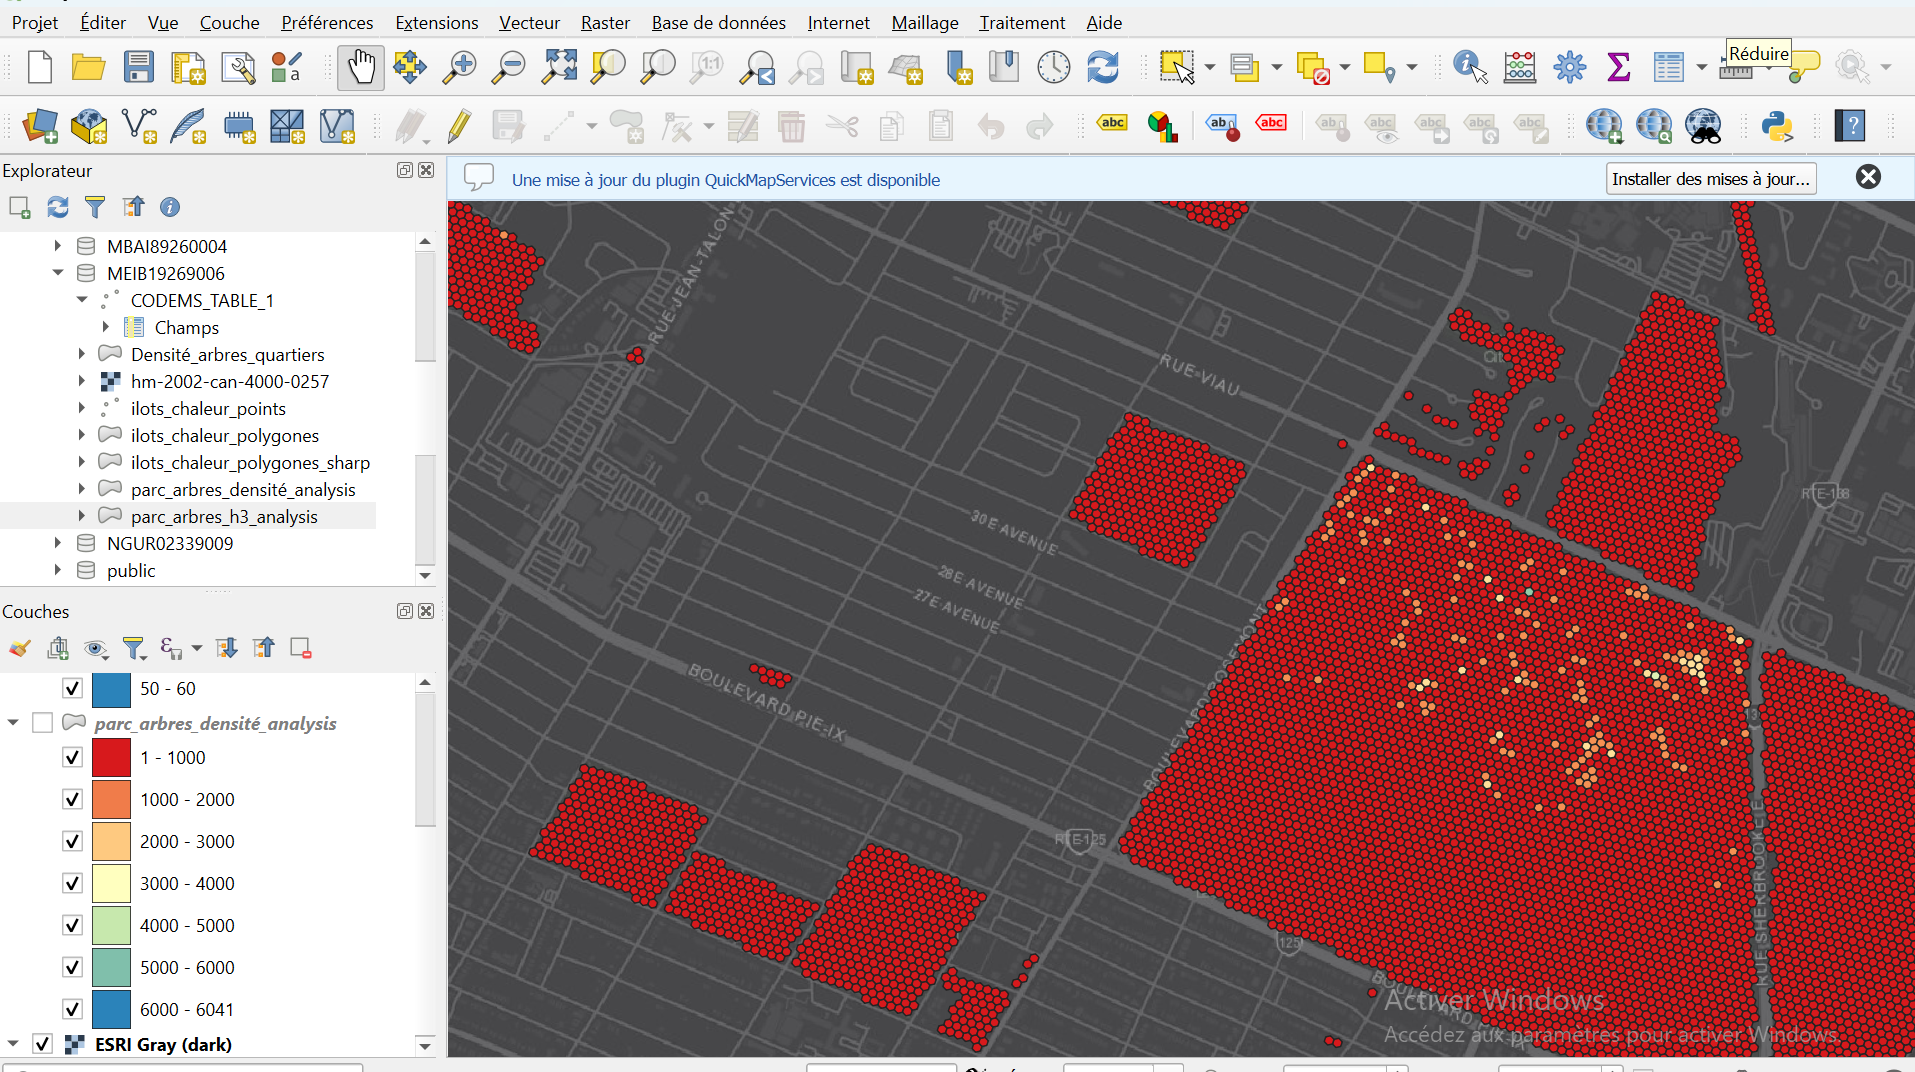 Projet Éditer Vue Couche Préférences Extensions Vecteur Raster Base de données Internet Maillage Traitement Aide
Réduire
Explorateur
Une mise à jour du plugin QuickMapServices est disponible
Installer des mises à jour...
MBAI89260004
MEIB19269006
CODEMS_TABLE_1
Champs
Densité_arbres_quartiers
hm-2002-can-4000-0257
ilots_chaleur_points
ilots_chaleur_polygones
ilots_chaleur_polygones_sharp
parc_arbres_densité_analysis
parc_arbres_h3_analysis
NGUR02339009
public
Couches
50 - 60
parc_arbres_densité_analysis
1 - 1000
1000 - 2000
2000 - 3000
3000 - 4000
4000 - 5000
5000 - 6000
6000 - 6041
ESRI Gray (dark)
RUE JEAN-TALON
RUE VIAU
30E AVENUE
28E AVENUE
27E AVENUE
BOULEVARD ROSEMONT
BOULEVARD PIE-IX
RTE-125
125
RUE SHERBROOKE E
Activer Windows
Accédez aux paramètres pour activer Windows.